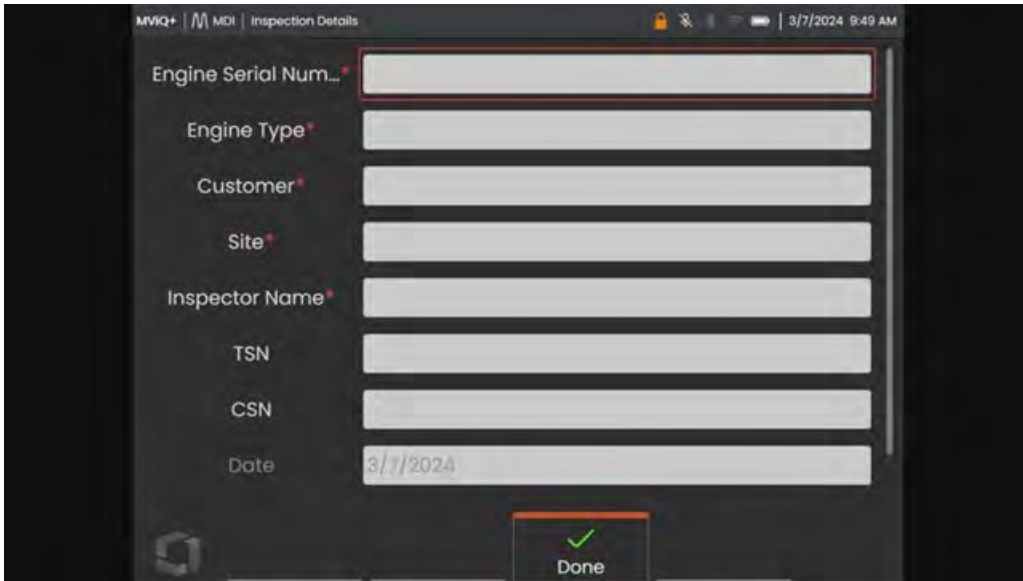 MViQ+ | MDI | Inspection Details 3/7/2024 9:49 AM
Engine Serial Num...*
Engine Type*
Customer*
Site*
Inspector Name*
TSN
CSN
Date 3/7/2024
Done